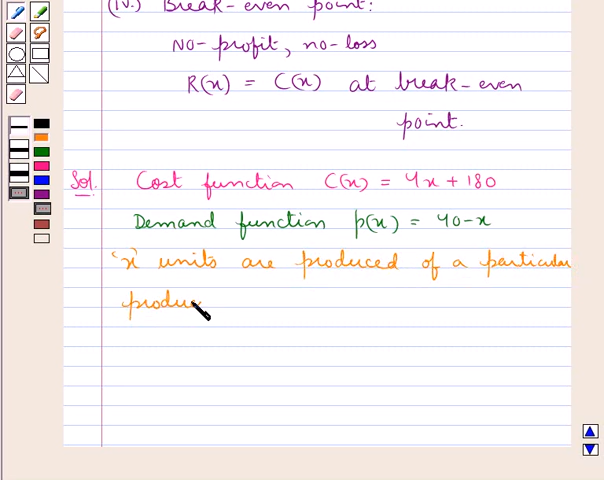 (iv.) Break-even point:
No-profit, no-loss
R(x) = C(x) at break-even
point.
Sol. Cost function C(x) = 4x + 180
Demand function p(x) = 40-x
'x' units are produced of a particular
produc